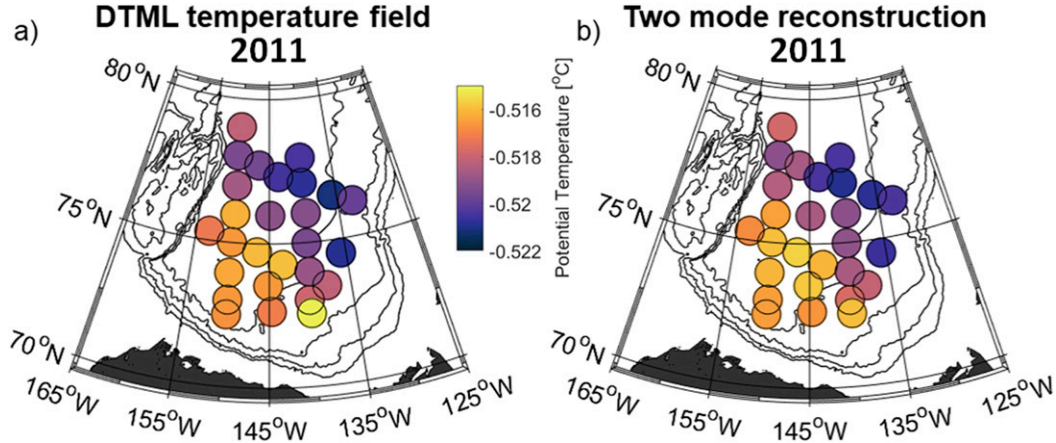 DTML temperature field
2011
a)
80°N
75°N
70°N
165°W
155°W
145°W
135°W
125°W
-0.516
-0.518
-0.52
-0.522
Potential Temperature [°C]
Two mode reconstruction
2011
b)
80°N
75°N
70°N
165°W
155°W
145°W
135°W
125°W